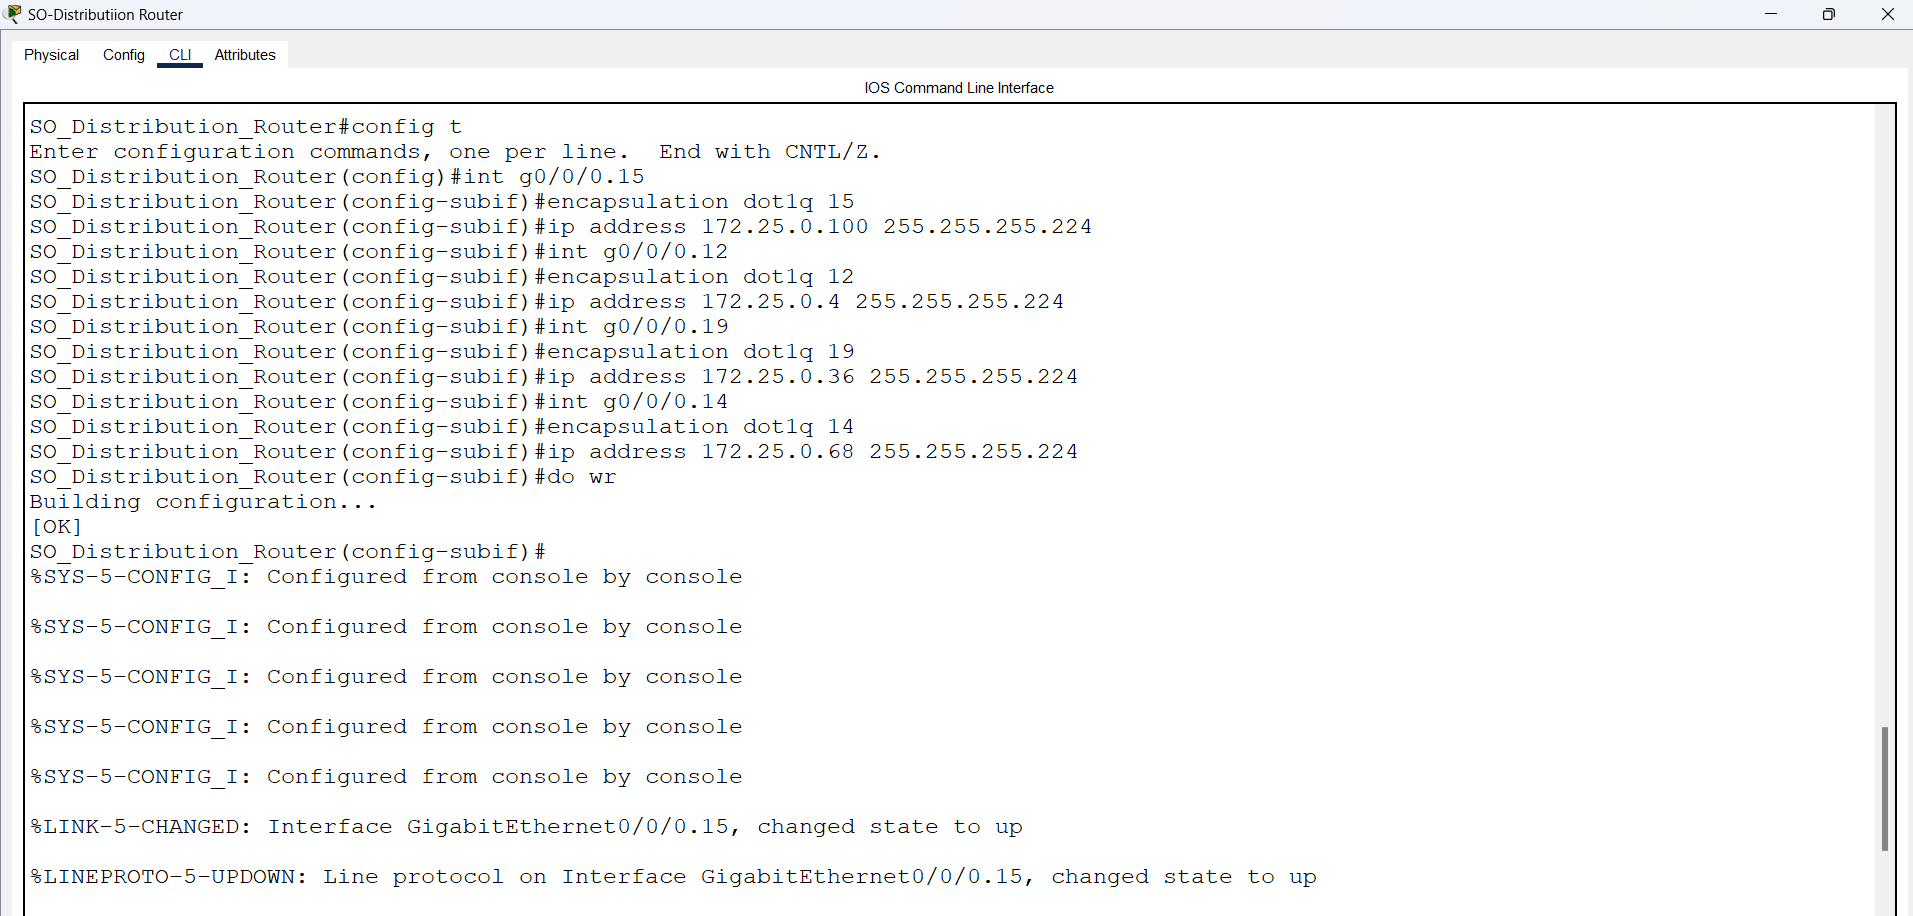 SO-Distributiion Router
Physical Config CLI Attributes
IOS Command Line Interface
SO_Distribution_Router#config t
Enter configuration commands, one per line.  End with CNTL/Z.
SO_Distribution_Router(config)#int g0/0/0.15
SO_Distribution_Router(config-subif)#encapsulation dot1q 15
SO_Distribution_Router(config-subif)#ip address 172.25.0.100 255.255.255.224
SO_Distribution_Router(config-subif)#int g0/0/0.12
SO_Distribution_Router(config-subif)#encapsulation dot1q 12
SO_Distribution_Router(config-subif)#ip address 172.25.0.4 255.255.255.224
SO_Distribution_Router(config-subif)#int g0/0/0.19
SO_Distribution_Router(config-subif)#encapsulation dot1q 19
SO_Distribution_Router(config-subif)#ip address 172.25.0.36 255.255.255.224
SO_Distribution_Router(config-subif)#int g0/0/0.14
SO_Distribution_Router(config-subif)#encapsulation dot1q 14
SO_Distribution_Router(config-subif)#ip address 172.25.0.68 255.255.255.224
SO_Distribution_Router(config-subif)#do wr
Building configuration...
[OK]
SO_Distribution_Router(config-subif)#
%SYS-5-CONFIG_I: Configured from console by console
%SYS-5-CONFIG_I: Configured from console by console
%SYS-5-CONFIG_I: Configured from console by console
%SYS-5-CONFIG_I: Configured from console by console
%SYS-5-CONFIG_I: Configured from console by console
%LINK-5-CHANGED: Interface GigabitEthernet0/0/0.15, changed state to up
%LINEPROTO-5-UPDOWN: Line protocol on Interface GigabitEthernet0/0/0.15, changed state to up